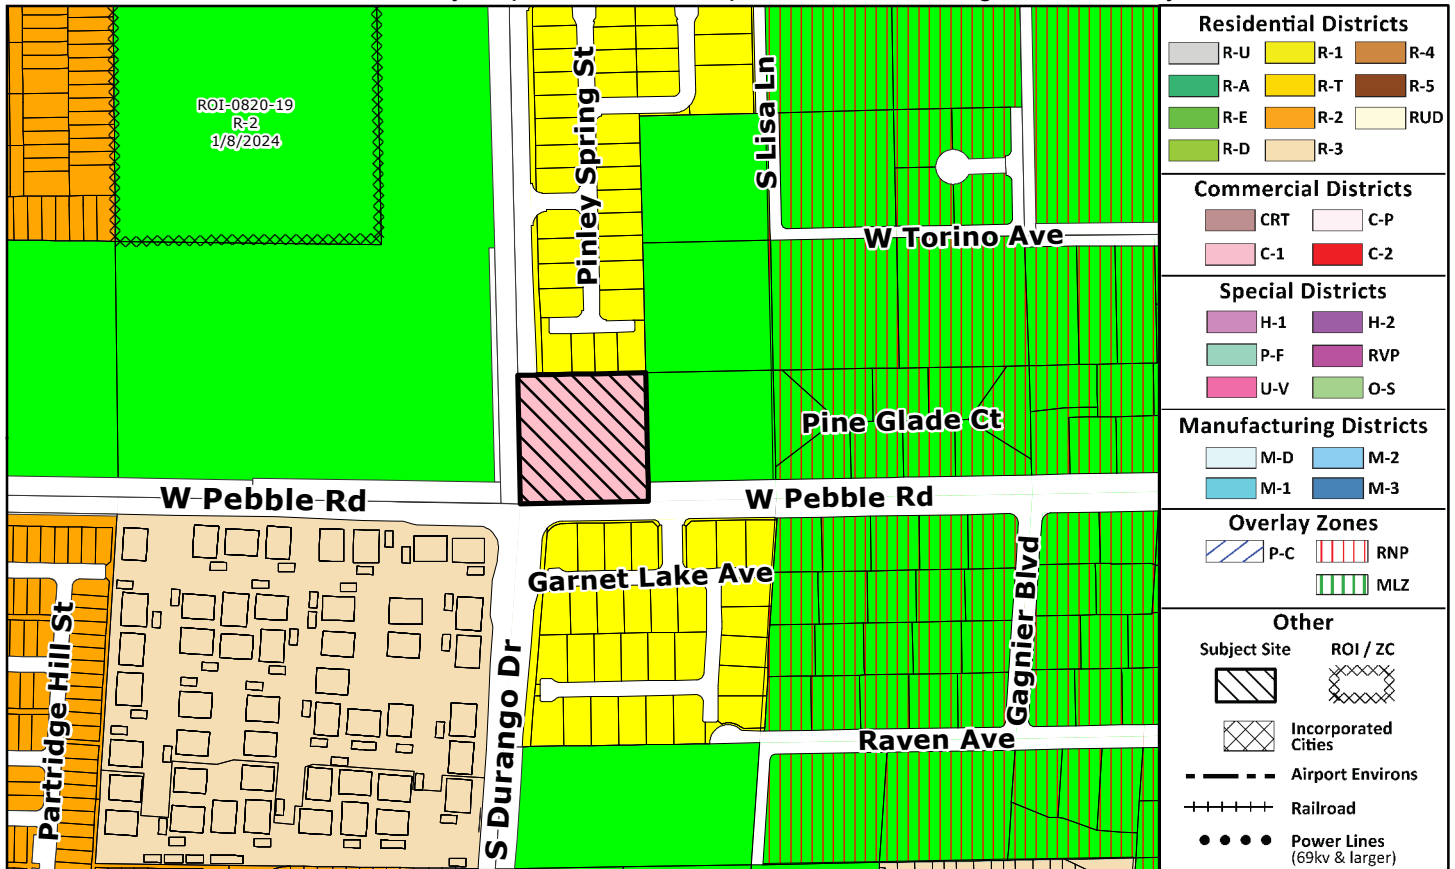 ROI-0820-19
R-2
1/8/2024
Pinley Spring St
S Lisa Ln
W Torino Ave
Pine Glade Ct
W Pebble Rd
W Pebble Rd
Garnet Lake Ave
Gagnier Blvd
Partridge Hill St
S Durango Dr
Raven Ave
Residential Districts
R-U R-1 R-4
R-A R-T R-5
R-E R-2 RUD
R-D R-3
Commercial Districts
CRT C-P
C-1 C-2
Special Districts
H-1 H-2
P-F RVP
U-V O-S
Manufacturing Districts
M-D M-2
M-1 M-3
Overlay Zones
P-C RNP
MLZ
Other
Subject Site ROI / ZC
Incorporated
Cities
Airport Environs
Railroad
Power Lines
(69kv & larger)